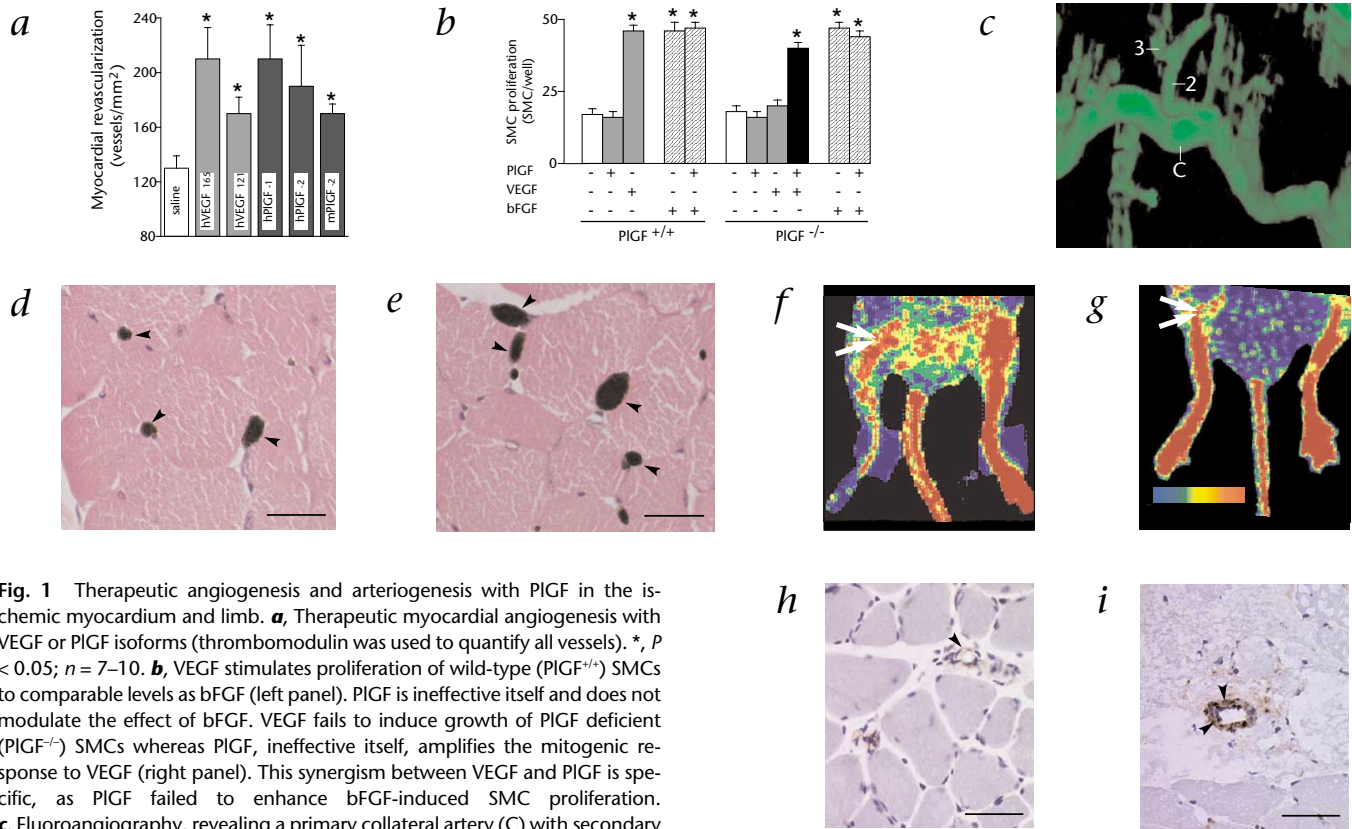 a
Myocardial revascularization
(vessels/mm2)
240
200
160
120
80
saline
hVEGF 165
hVEGF 121
hPlGF -1
hPlGF -2
mPlGF -2
* * * * *
b
SMC proliferation
(SMC/well)
50
25
0
* * * * * *
PlGF - + - - + - + - + - +
VEGF - - + - - - - + + - -
bFGF - - - + + - - - - + +
PlGF +/+ PlGF -/-
c
3
2
C
d
e
f
g
h
i
Fig. 1 Therapeutic angiogenesis and arteriogenesis with PlGF in the is-
chemic myocardium and limb. a, Therapeutic myocardial angiogenesis with
VEGF or PlGF isoforms (thrombomodulin was used to quantify all vessels). *, P
< 0.05; n = 7–10. b, VEGF stimulates proliferation of wild-type (PlGF+/+) SMCs
to comparable levels as bFGF (left panel). PlGF is ineffective itself and does not
modulate the effect of bFGF. VEGF fails to induce growth of PlGF deficient
(PlGF–/–) SMCs whereas PlGF, ineffective itself, amplifies the mitogenic re-
sponse to VEGF (right panel). This synergism between VEGF and PlGF is spe-
cific, as PlGF failed to enhance bFGF-induced SMC proliferation.
c, Fluoroangiography, revealing a primary collateral artery (C) with secondary